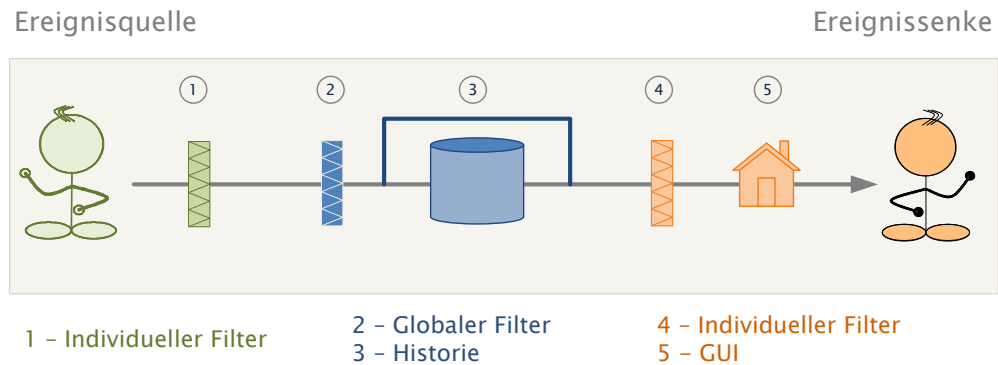 Ereignisquelle
Ereignissenke
1
2
3
4
5
1 – Individueller Filter
2 – Globaler Filter
3 – Historie
4 – Individueller Filter
5 – GUI